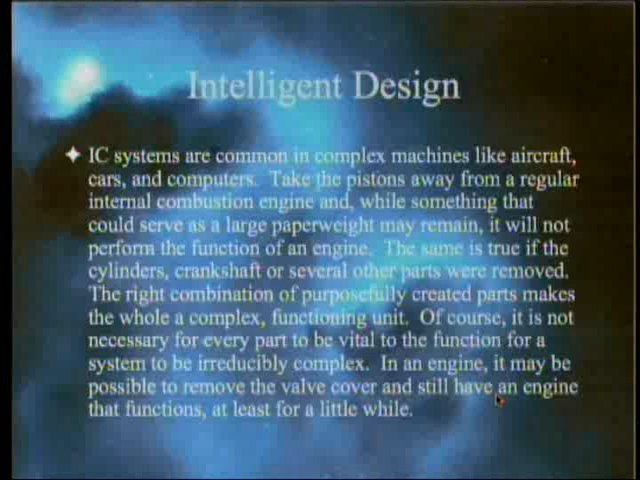 Intelligent Design
IC systems are common in complex machines like aircraft,
cars, and computers. Take the pistons away from a regular
internal combustion engine and, while something that
could serve as a large paperweight may remain, it will not
perform the function of an engine. The same is true if the
cylinders, crankshaft or several other parts were removed.
The right combination of purposefully created parts makes
the whole a complex, functioning unit. Of course, it is not
necessary for every part to be vital to the function for a
system to be irreducibly complex. In an engine, it may be
possible to remove the valve cover and still have an engine
that functions, at least for a little while.